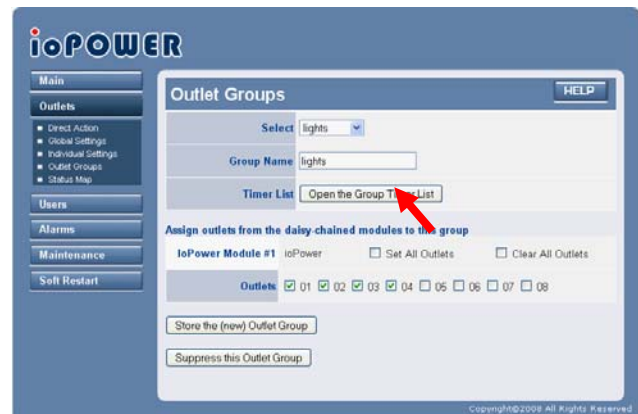 ioPOWER
Main
Outlets
Direct Action
Global Settings
Individual Settings
Outlet Groups
Status Map
Users
Alarms
Maintenance
Soft Restart
Outlet Groups
HELP
Select lights
Group Name lights
Timer List Open the Group Timer List
Assign outlets from the daisy-chained modules to this group
IoPower Module #1 ioPower Set All Outlets Clear All Outlets
Outlets 01 02 03 04 05 06 07 08
Store the (new) Outlet Group
Suppress this Outlet Group
Copyright©2008 All Rights Reserved